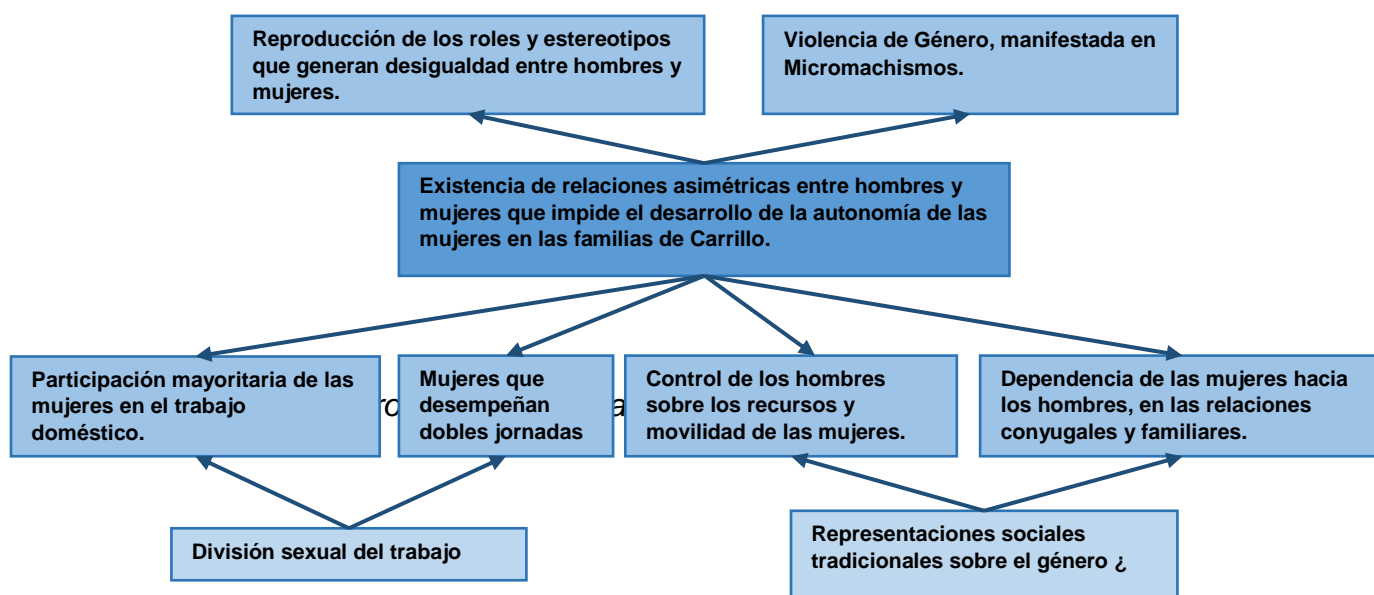 Reproducción de los roles y estereotipos
que generan desigualdad entre hombres y
mujeres.
Violencia de Género, manifestada en
Micromachismos.
Existencia de relaciones asimétricas entre hombres y
mujeres que impide el desarrollo de la autonomía de las
mujeres en las familias de Carrillo.
Participación mayoritaria de las
mujeres en el trabajo
doméstico.
Mujeres que
desempeñan
dobles jornadas
Control de los hombres
sobre los recursos y
movilidad de las mujeres.
Dependencia de las mujeres hacia
los hombres, en las relaciones
conyugales y familiares.
División sexual del trabajo
Representaciones sociales
tradicionales sobre el género ¿